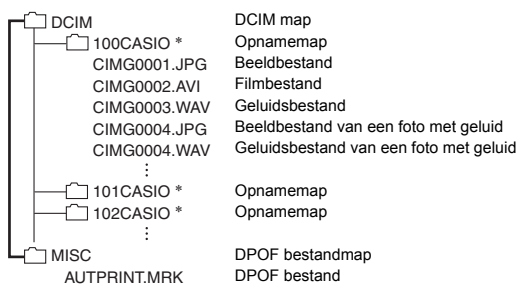 DCIM DCIM map
100CASIO * Opnamemap
CIMG0001.JPG Beeldbestand
CIMG0002.AVI Filmbestand
CIMG0003.WAV Geluidsbestand
CIMG0004.JPG Beeldbestand van een foto met geluid
CIMG0004.WAV Geluidsbestand van een foto met geluid
101CASIO * Opnamemap
102CASIO * Opnamemap
MISC DPOF bestandmap
AUTPRINT.MRK DPOF bestand